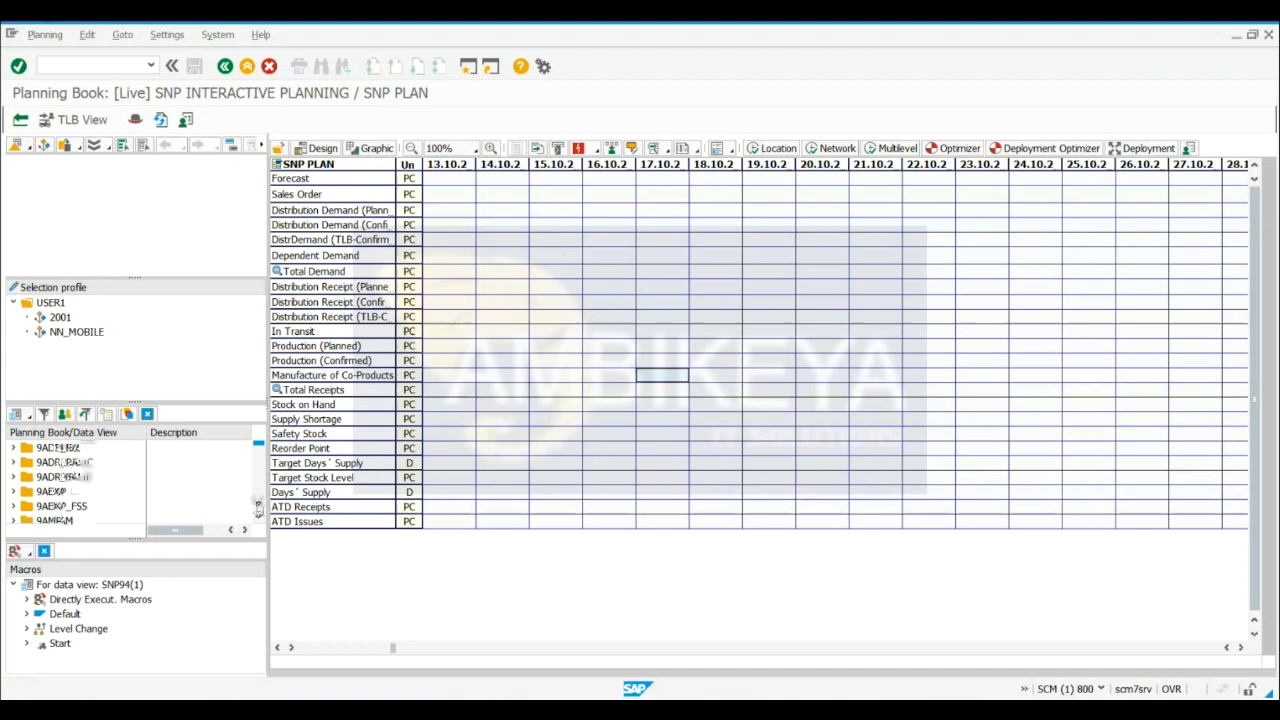 Planning Edit Goto Settings System Help
Planning Book: [Live] SNP INTERACTIVE PLANNING / SNP PLAN
TLB View
Design Graphic 100% Location Network Multilevel Optimizer Deployment Optimizer Deployment
SNP PLAN Un 13.10.2 14.10.2 15.10.2 16.10.2 17.10.2 18.10.2 19.10.2 20.10.2 21.10.2 22.10.2 23.10.2 24.10.2 25.10.2 26.10.2 27.10.2 28.1
Forecast PC
Sales Order PC
Distribution Demand (Plann PC
Distribution Demand (Confi PC
DistrDemand (TLB-Confirm PC
Dependent Demand PC
Total Demand PC
Distribution Receipt (Planne PC
Distribution Receipt (Confir PC
Distribution Receipt (TLB-C PC
In Transit PC
Production (Planned) PC
Production (Confirmed) PC
Manufacture of Co-Products PC
Total Receipts PC
Stock on Hand PC
Supply Shortage PC
Safety Stock PC
Reorder Point PC
Target Days´ Supply D
Target Stock Level PC
Days´ Supply D
ATD Receipts PC
ATD Issues PC
AMBIKEYA
Selection profile
USER1
2001
NN_MOBILE
Planning Book/Data View Description
9AEXP_FSS
Macros
For data view: SNP94(1)
Directly Execut. Macros
Default
Level Change
Start
SAP
SCM (1) 800 scm7srv OVR